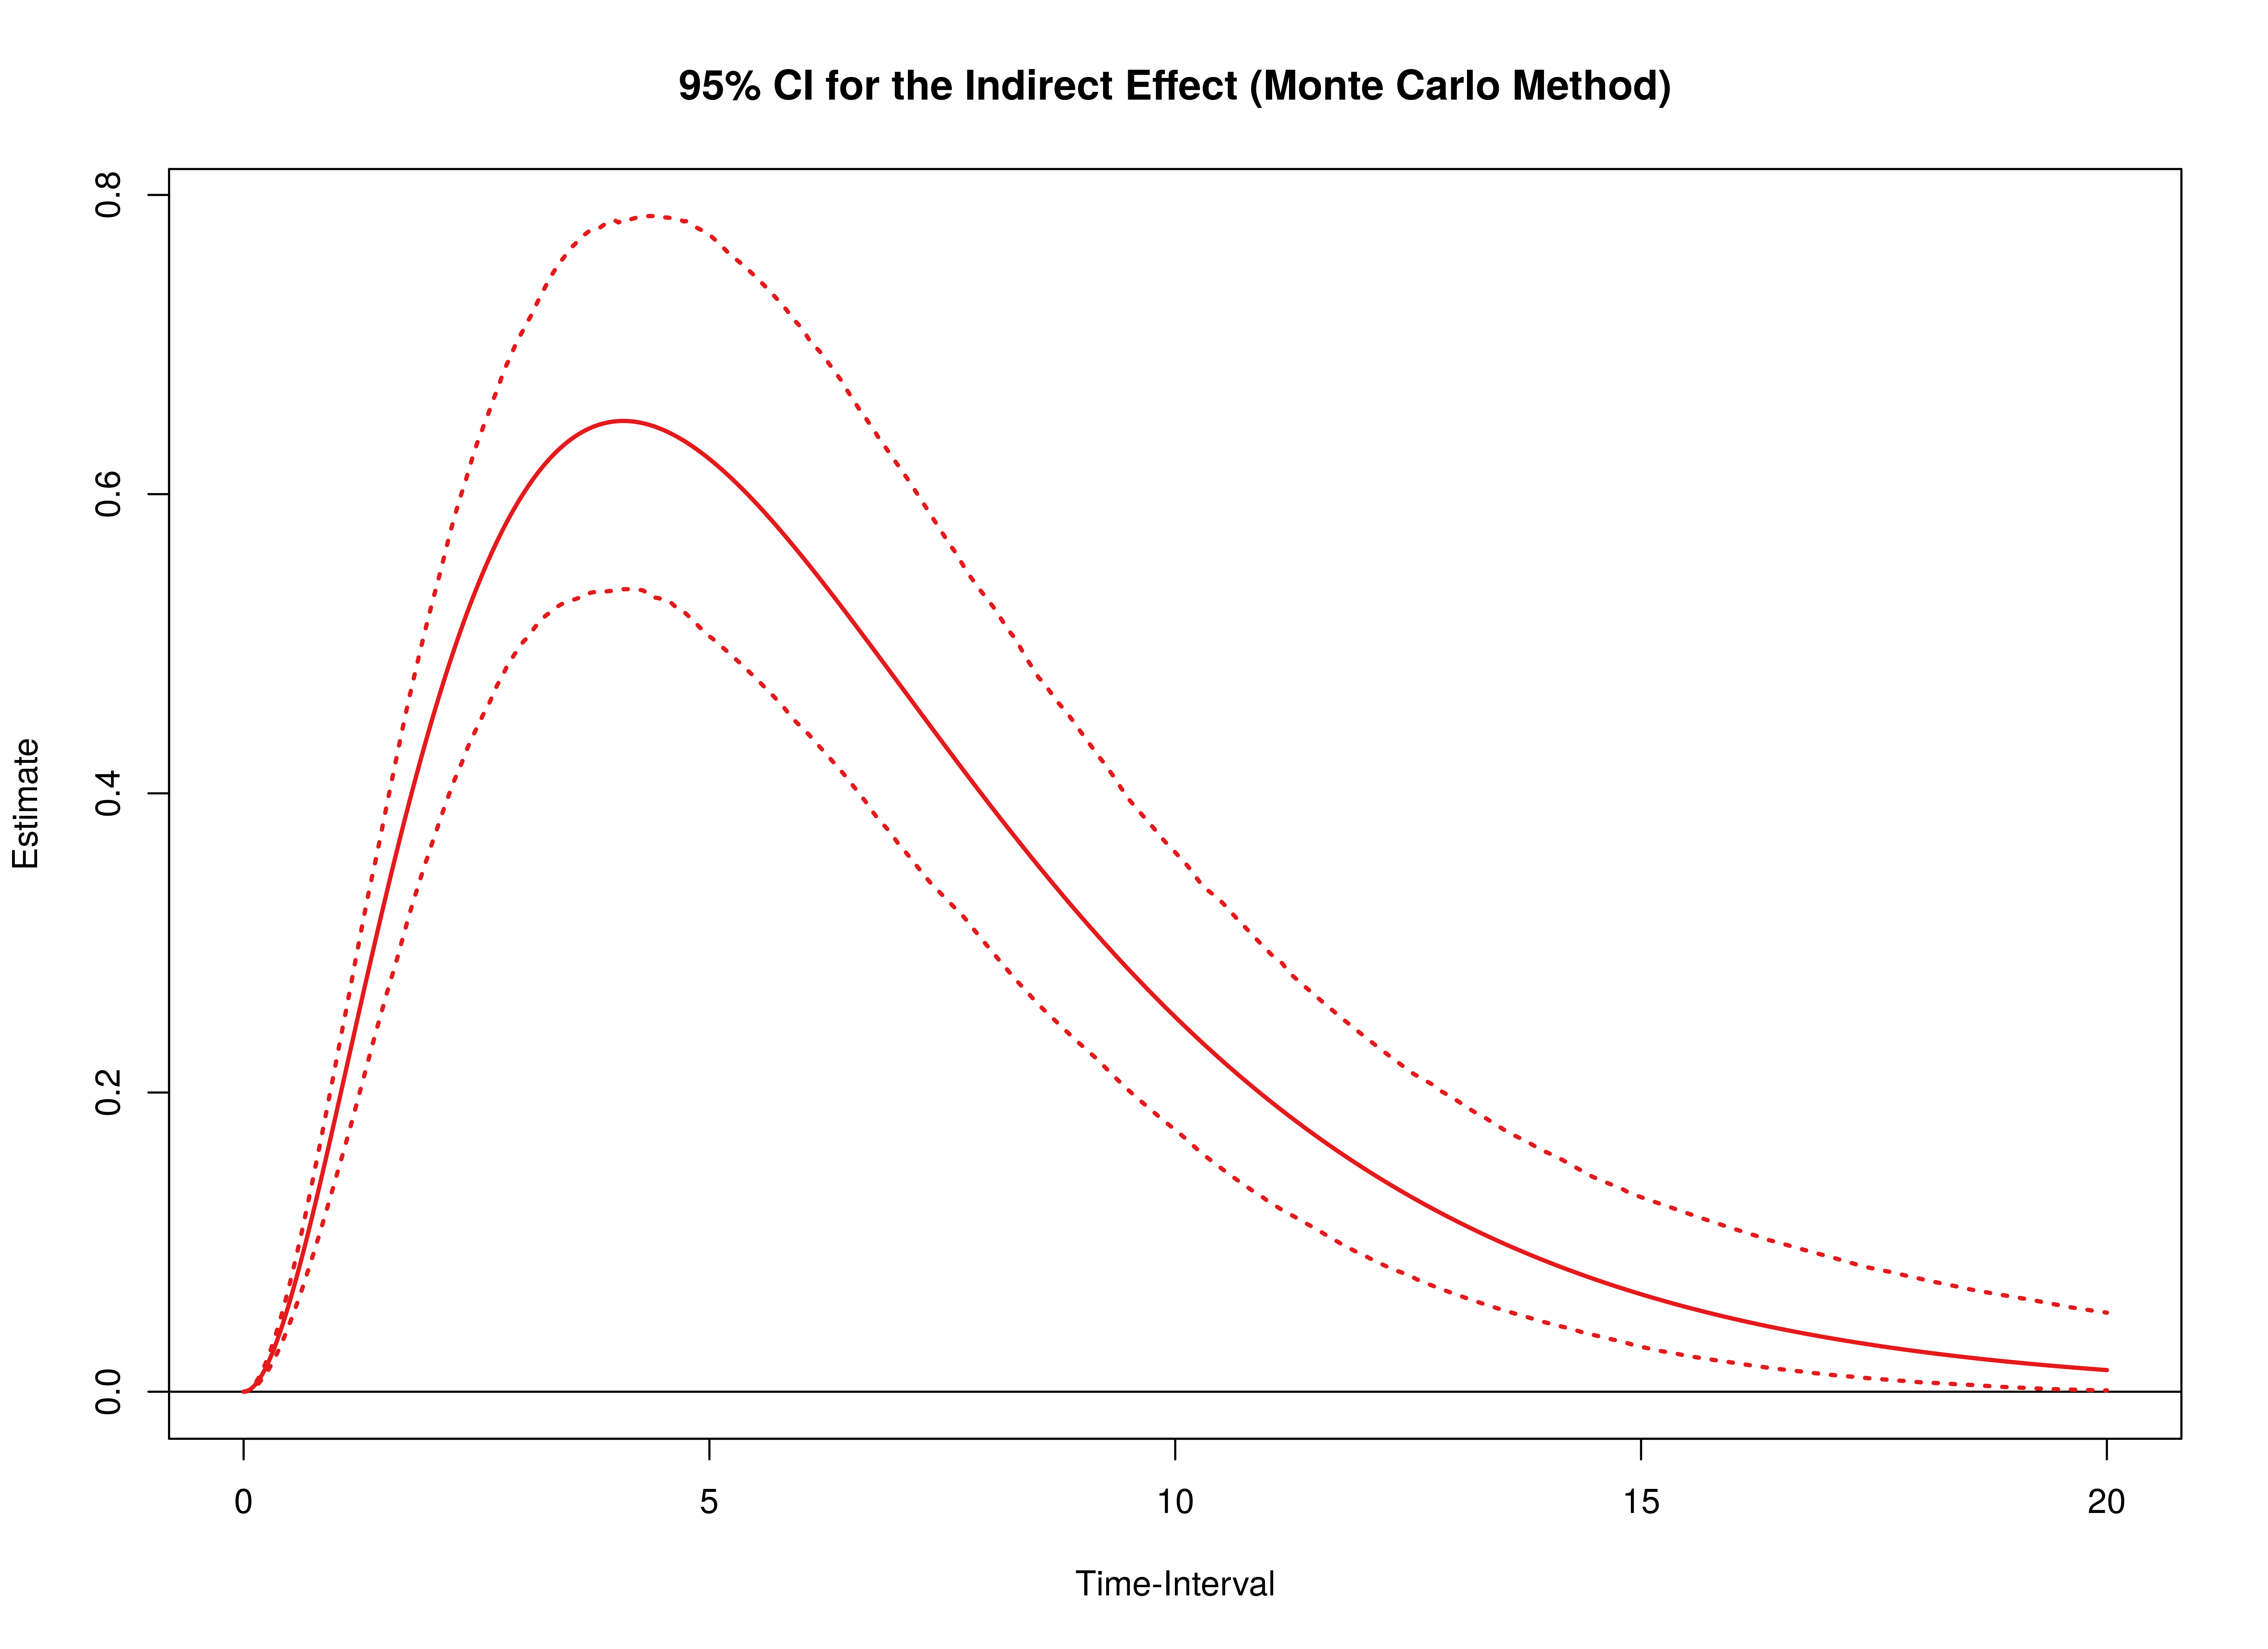 95% CI for the Indirect Effect (Monte Carlo Method)
0.8
0.6
0.4
0.2
0.0
Estimate
0 5 10 15 20
Time-Interval